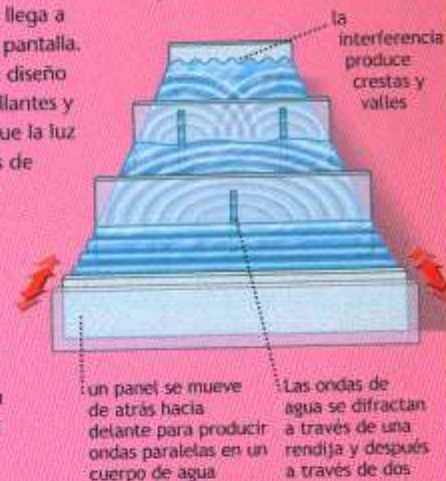 llega a
pantalla.
diseño
llantes y
ue la luz
s de
la
interferencia
produce
crestas y
valles
un panel se mueve
de atrás hacia
delante para producir
ondas paralelas en un
cuerpo de agua
Las ondas de
agua se difractan
a través de una
rendija y después
a través de dos